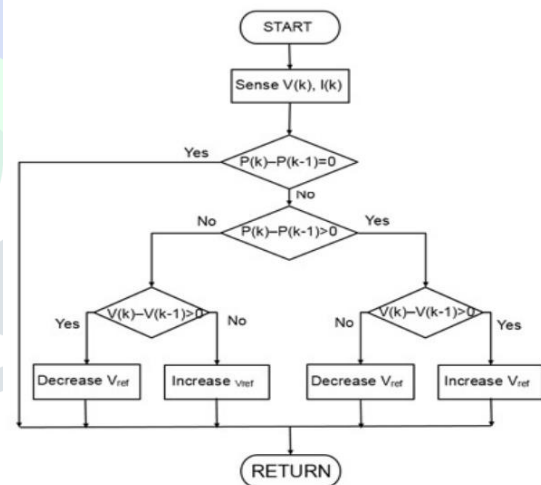 START
Sense V(k), I(k)
P(k)–P(k-1)=0
Yes
No
P(k)–P(k-1)>0
No
Yes
V(k)–V(k-1)>0
Yes
No
V(k)–V(k-1)>0
No
Yes
Decrease Vref
Increase Vref
Decrease Vref
Increase Vref
RETURN